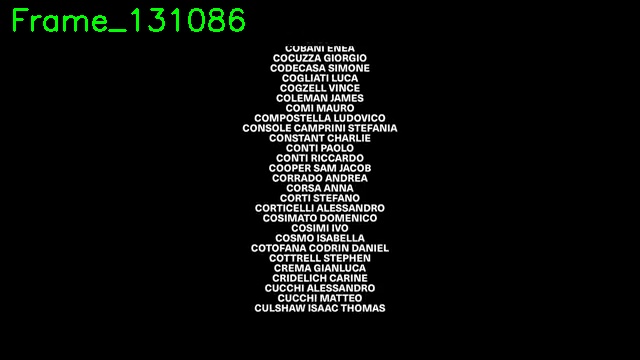 Frame_131086
COBANI ENEA
COCUZZA GIORGIO
CODECASA SIMONE
COGLIATI LUCA
COGZELL VINCE
COLEMAN JAMES
COMI MAURO
COMPOSTELLA LUDOVICO
CONSOLE CAMPRINI STEFANIA
CONSTANT CHARLIE
CONTI PAOLO
CONTI RICCARDO
COOPER SAM JACOB
CORRADO ANDREA
CORSA ANNA
CORTI STEFANO
CORTICELLI ALESSANDRO
COSIMATO DOMENICO
COSIMI IVO
COSMO ISABELLA
COTOFANA CODRIN DANIEL
COTTRELL STEPHEN
CREMA GIANLUCA
CRIDELICH CARINE
CUCCHI ALESSANDRO
CUCCHI MATTEO
CULSHAW ISAAC THOMAS